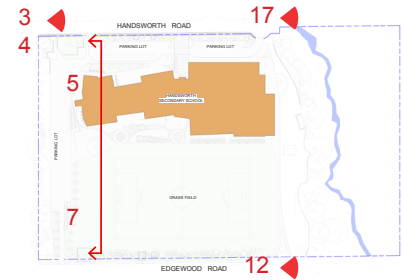 3
HANDSWORTH ROAD
17
4
PARKING LOT
PARKING LOT
5
HANDSWORTH
SECONDARY SCHOOL
PARKING LOT
GRASS FIELD
7
EDGEWOOD ROAD
12